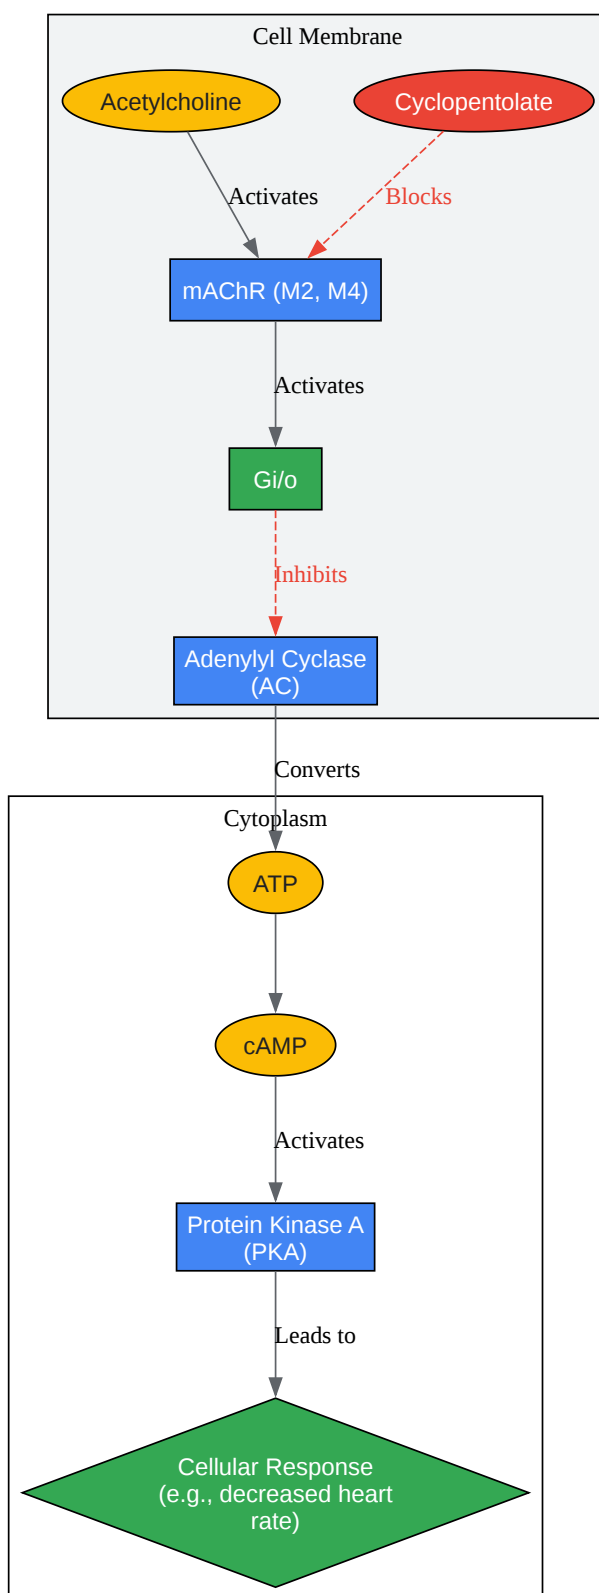 Cell Membrane
Acetylcholine
Cyclopentolate
Activates
Blocks
mAChR (M2, M4)
Activates
Gi/o
Inhibits
Adenylyl Cyclase
(AC)
Converts
Cytoplasm
ATP
cAMP
Activates
Protein Kinase A
(PKA)
Leads to
Cellular Response
(e.g., decreased heart
rate)